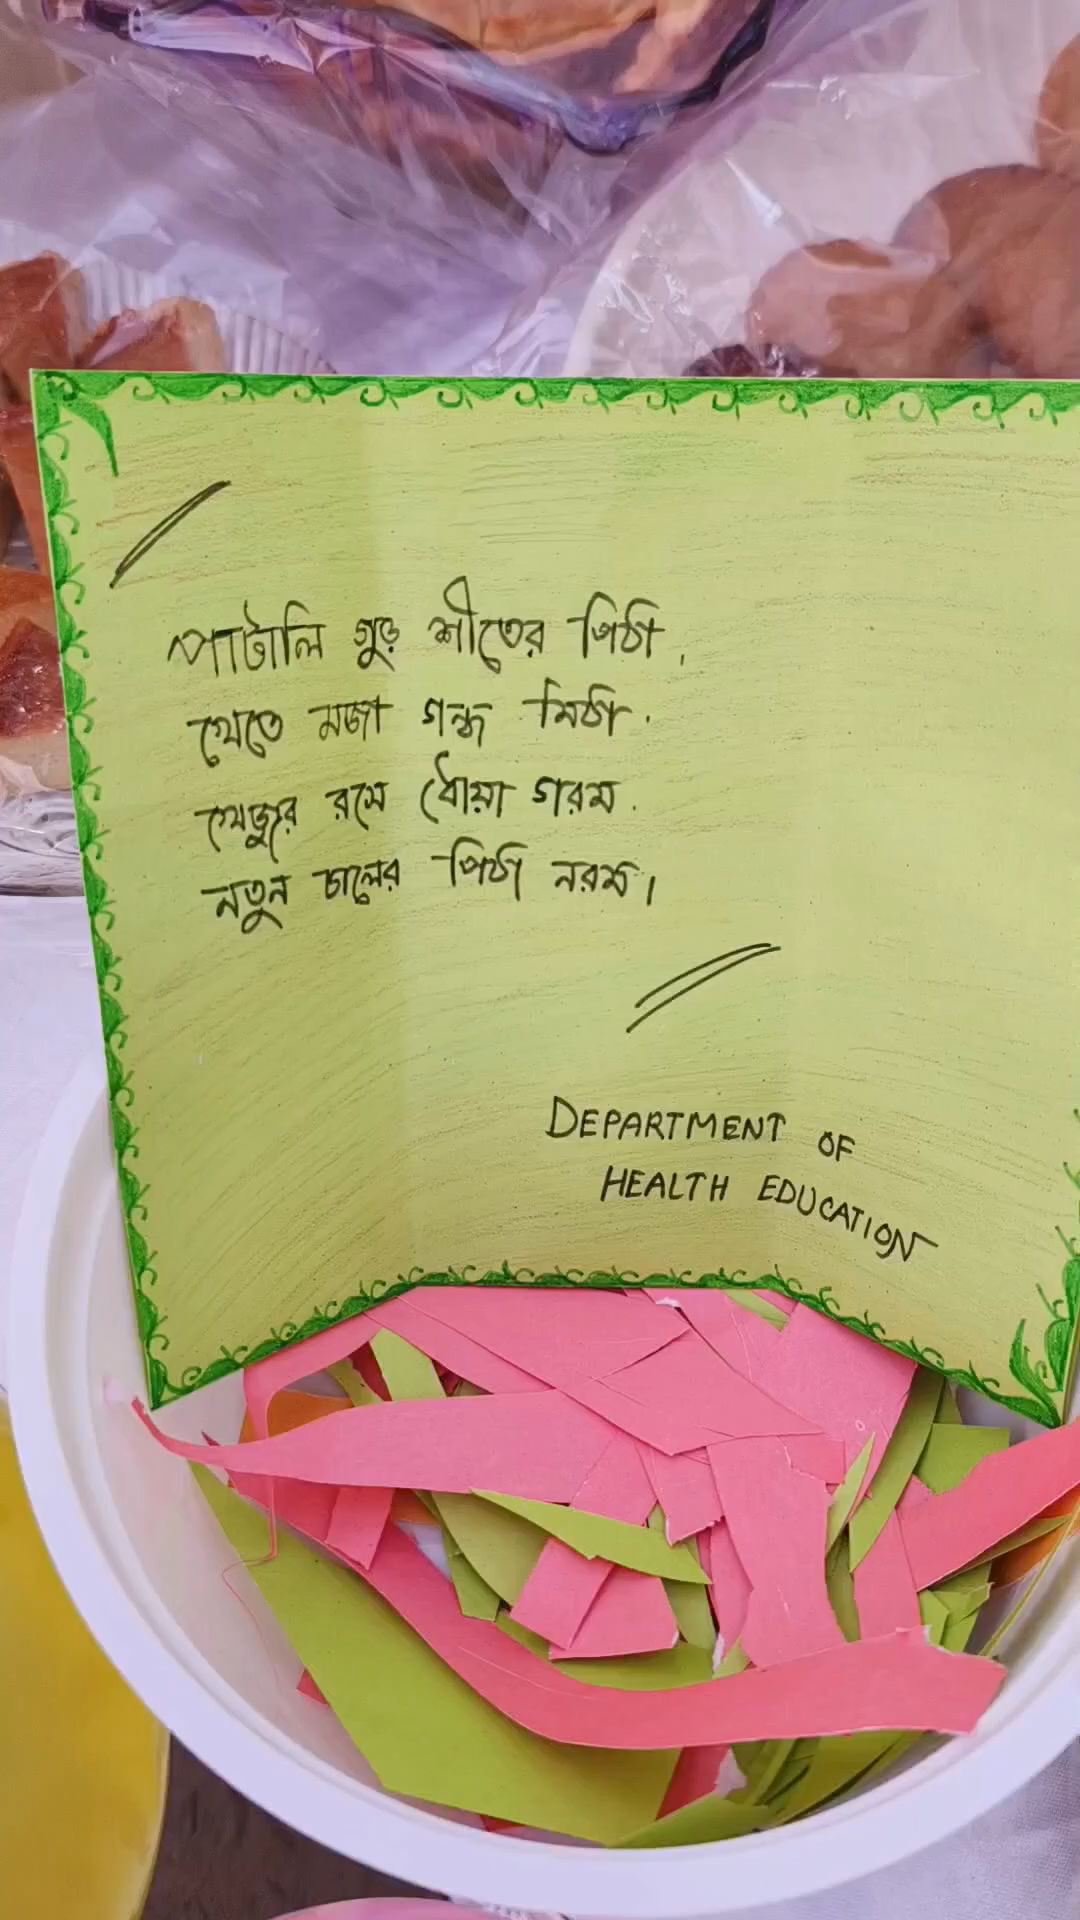 পাটালি গুড় শীতের পিঠা,
খেতে মজা গন্ধ মিঠা.
খেজুর রসে ধোঁয়া গরম.
নতুন চালের পিঠা নরম।
DEPARTMENT OF
HEALTH EDUCATION